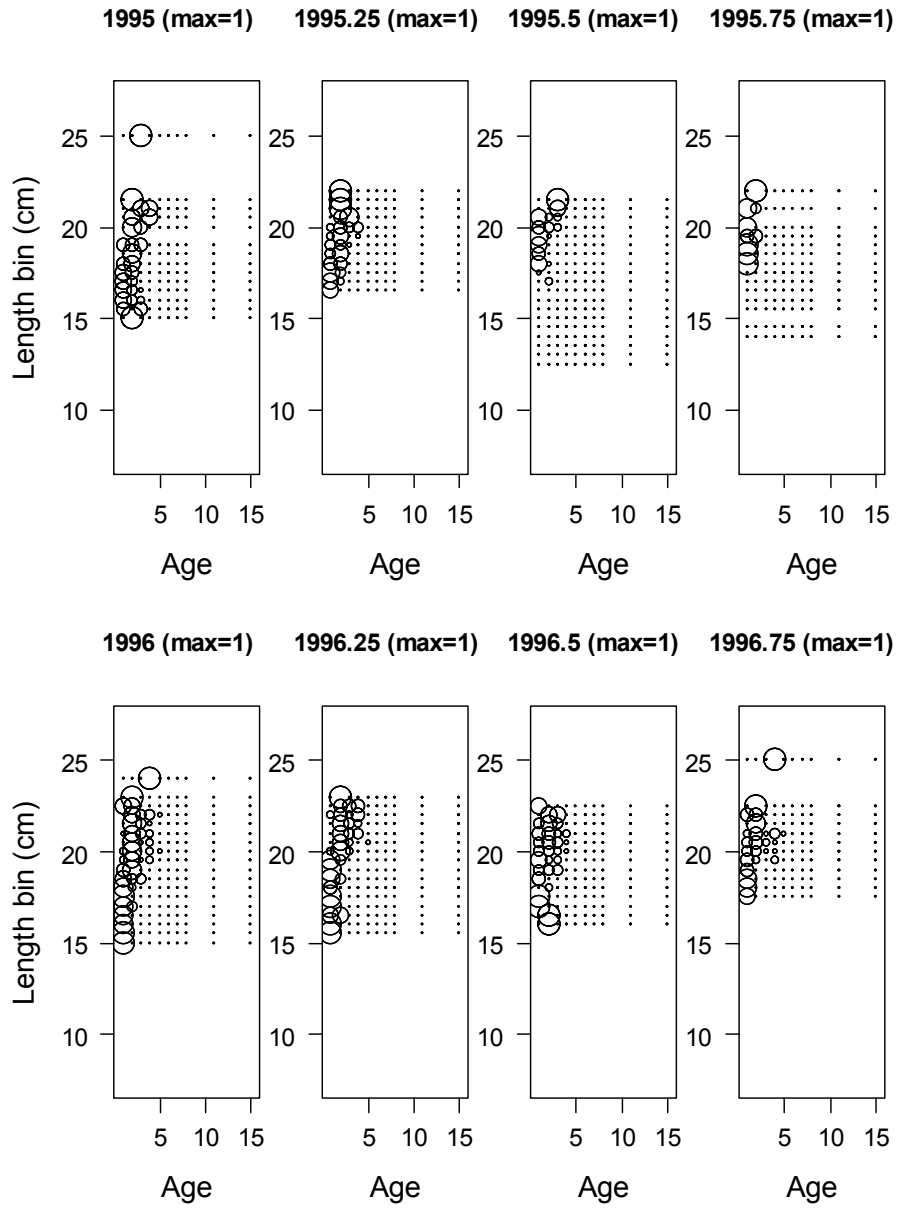 1995 (max=1) 1995.25 (max=1) 1995.5 (max=1) 1995.75 (max=1)
Length bin (cm)
25 25 25 25
20 20 20 20
15 15 15 15
10 10 10 10
5 10 15 5 10 15 5 10 15 5 10 15
Age Age Age Age
1996 (max=1) 1996.25 (max=1) 1996.5 (max=1) 1996.75 (max=1)
Length bin (cm)
25 25 25 25
20 20 20 20
15 15 15 15
10 10 10 10
5 10 15 5 10 15 5 10 15 5 10 15
Age Age Age Age